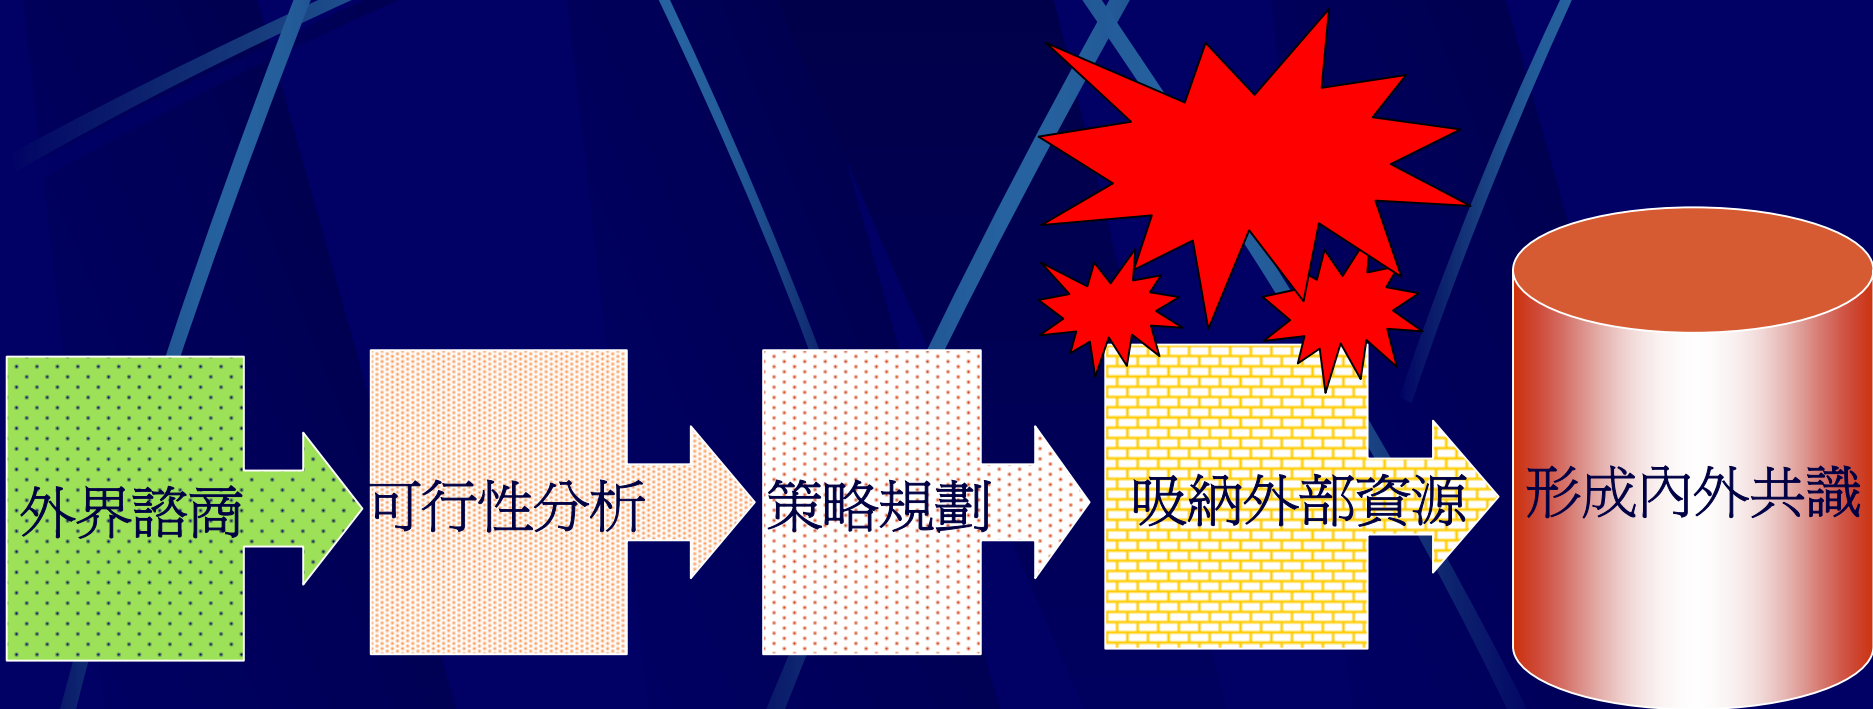 外界諮商
可行性分析
策略規劃
吸納外部資源
形成內外共識